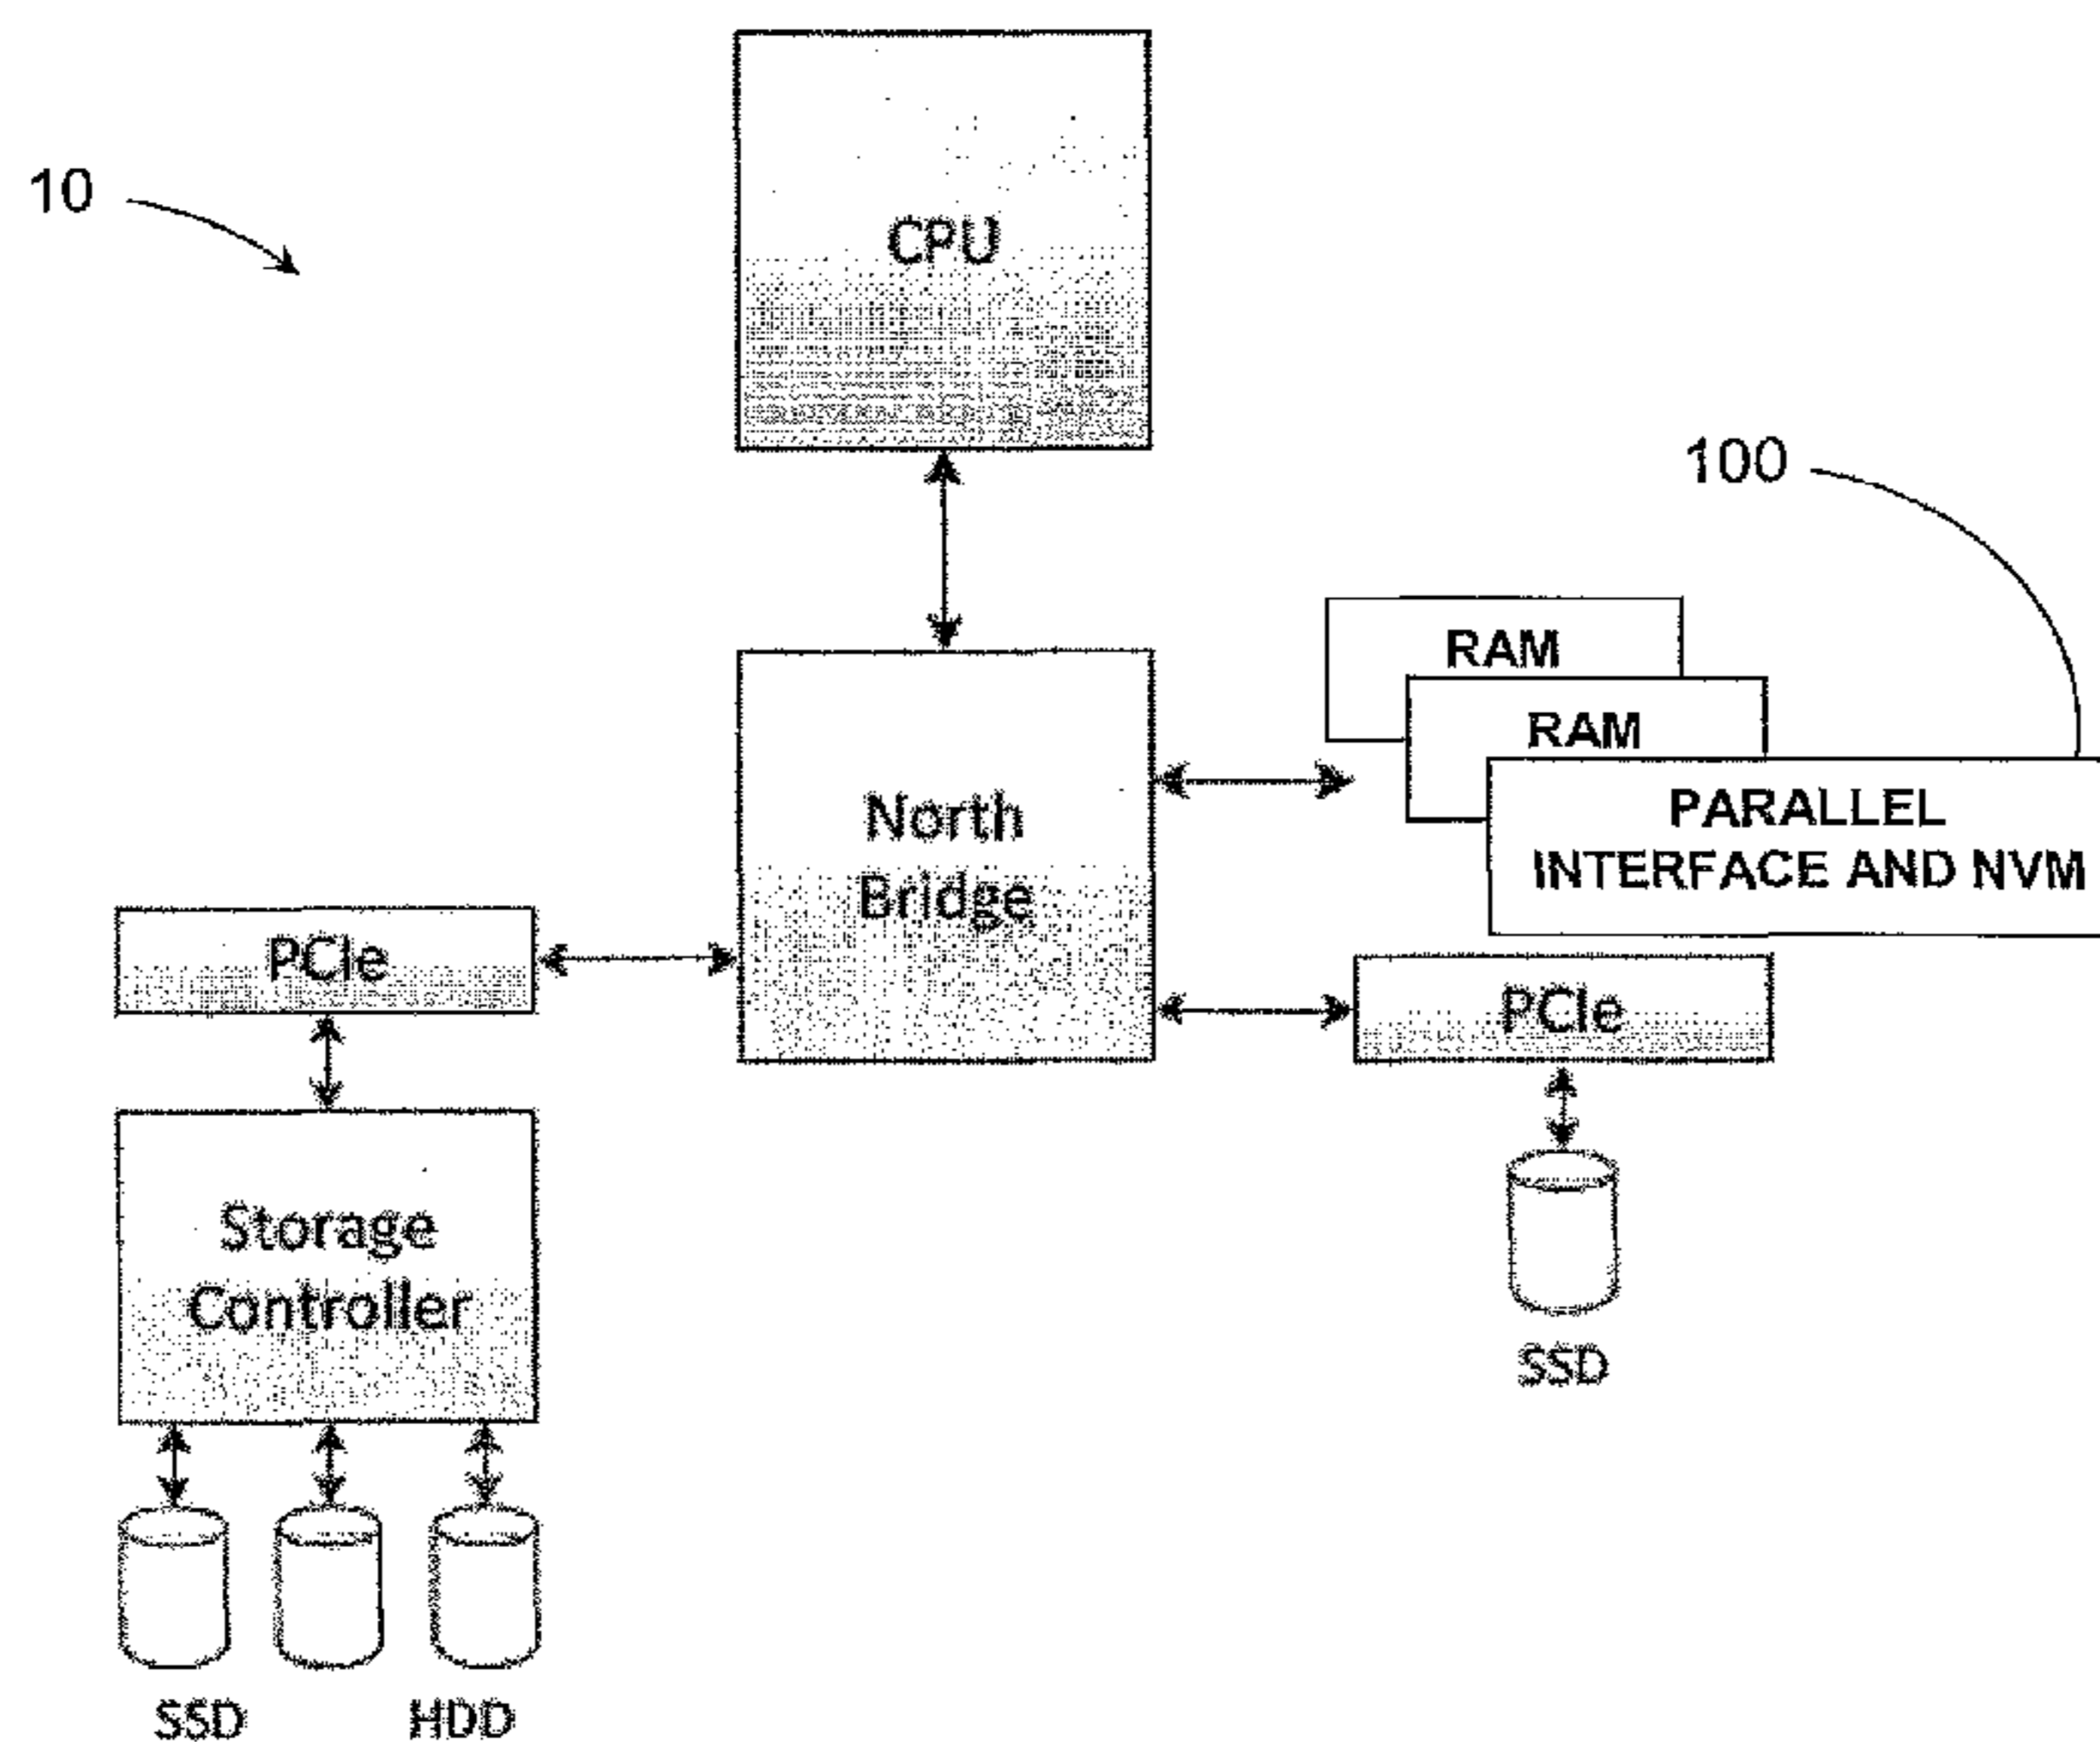 10
CPU
100
RAM
RAM
PARALLEL
INTERFACE AND NVM
North
Bridge
PCIe
PCIe
Storage
Controller
SSD
SSD
HDD